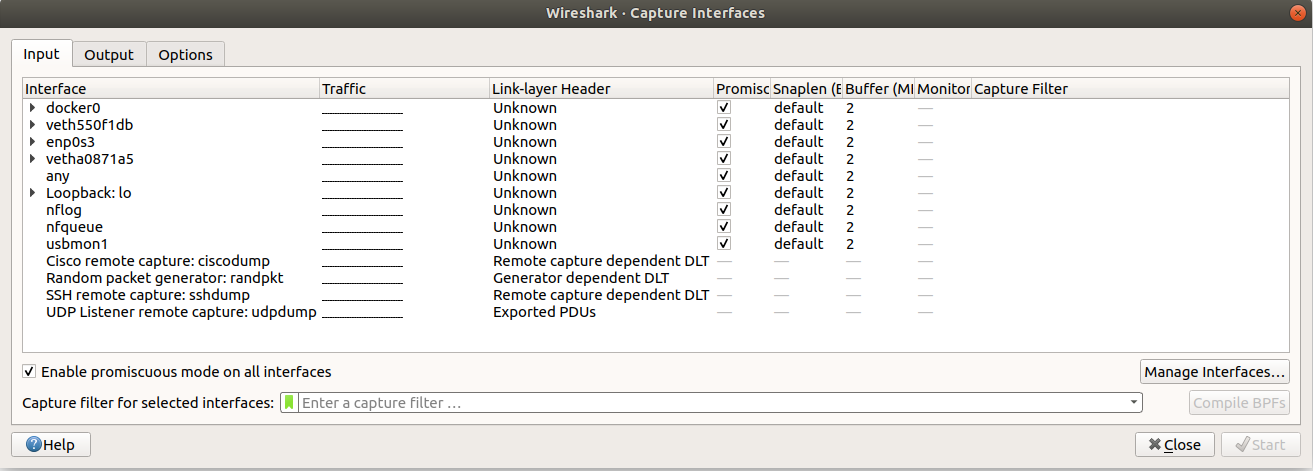 Wireshark · Capture Interfaces
Input Output Options
Interface Traffic Link-layer Header Promisc Snaplen (B Buffer (MI Monitor Capture Filter
docker0 Unknown default 2 —
veth550f1db Unknown default 2 —
enp0s3 Unknown default 2 —
vetha0871a5 Unknown default 2 —
any Unknown default 2 —
Loopback: lo Unknown default 2 —
nflog Unknown default 2 —
nfqueue Unknown default 2 —
usbmon1 Unknown default 2 —
Cisco remote capture: ciscodump Remote capture dependent DLT — — — —
Random packet generator: randpkt Generator dependent DLT — — — —
SSH remote capture: sshdump Remote capture dependent DLT — — — —
UDP Listener remote capture: udpdump Exported PDUs — — — —
Enable promiscuous mode on all interfaces Manage Interfaces...
Capture filter for selected interfaces: Enter a capture filter ... Compile BPFs
Help Close Start